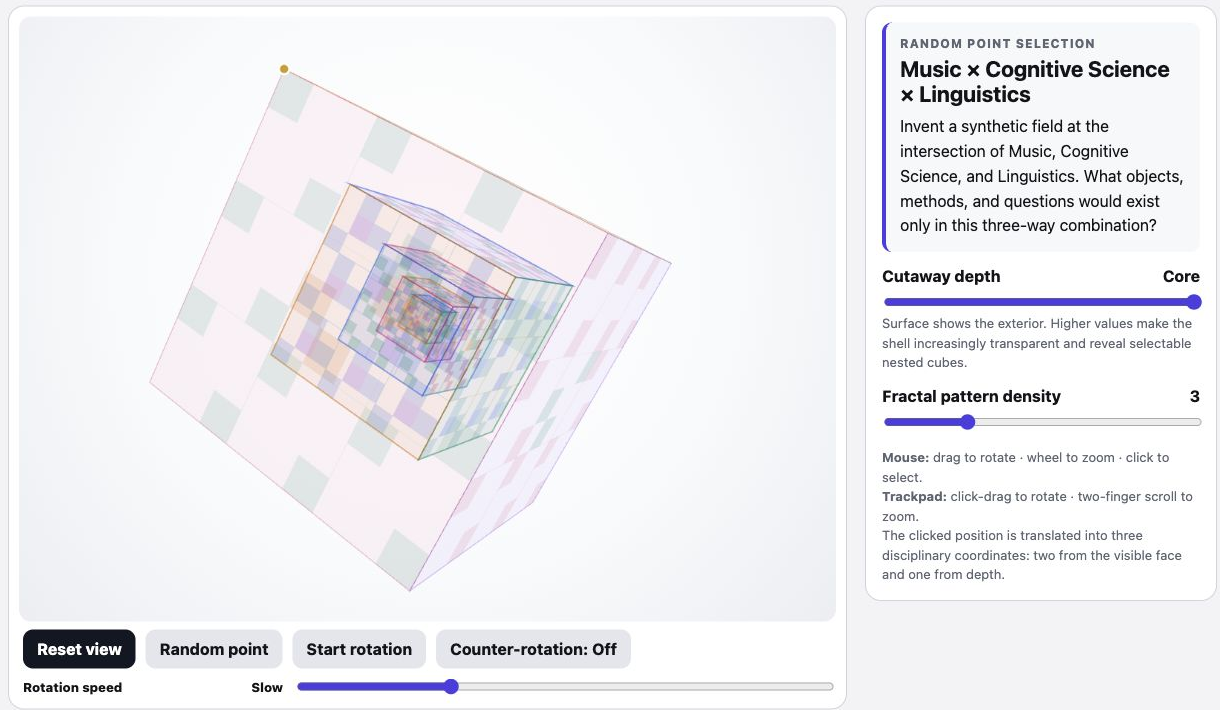 RANDOM POINT SELECTION
Music × Cognitive Science
× Linguistics
Invent a synthetic field at the
intersection of Music, Cognitive
Science, and Linguistics. What objects,
methods, and questions would exist
only in this three-way combination?
Cutaway depth Core
Surface shows the exterior. Higher values make the
shell increasingly transparent and reveal selectable
nested cubes.
Fractal pattern density 3
Mouse: drag to rotate · wheel to zoom · click to
select.
Trackpad: click-drag to rotate · two-finger scroll to
zoom.
The clicked position is translated into three
disciplinary coordinates: two from the visible face
and one from depth.
Reset view Random point Start rotation Counter-rotation: Off
Rotation speed Slow